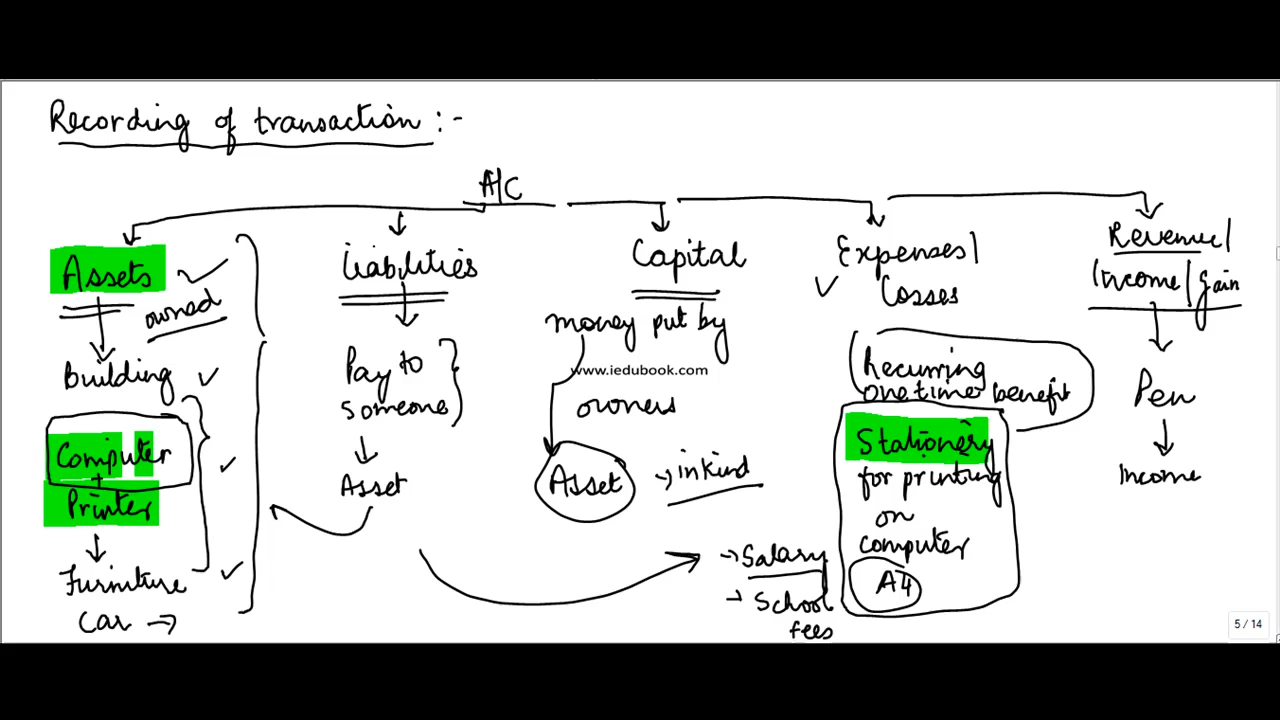 Recording of transaction :-
A/C
Assets
owned
Building
Computer
+
Printer
Furniture
Car →
Liabilities
Pay to
someone
Asset
Capital
money put by
www.iedubook.com
owners
Asset
→ in kind
Expenses/
Losses
Recurring
one time benefit
Stationery
for printing
on
computer
A4
→ Salary
→ School
fees
Revenue/
Income/gain
Pen
Income
5 / 14